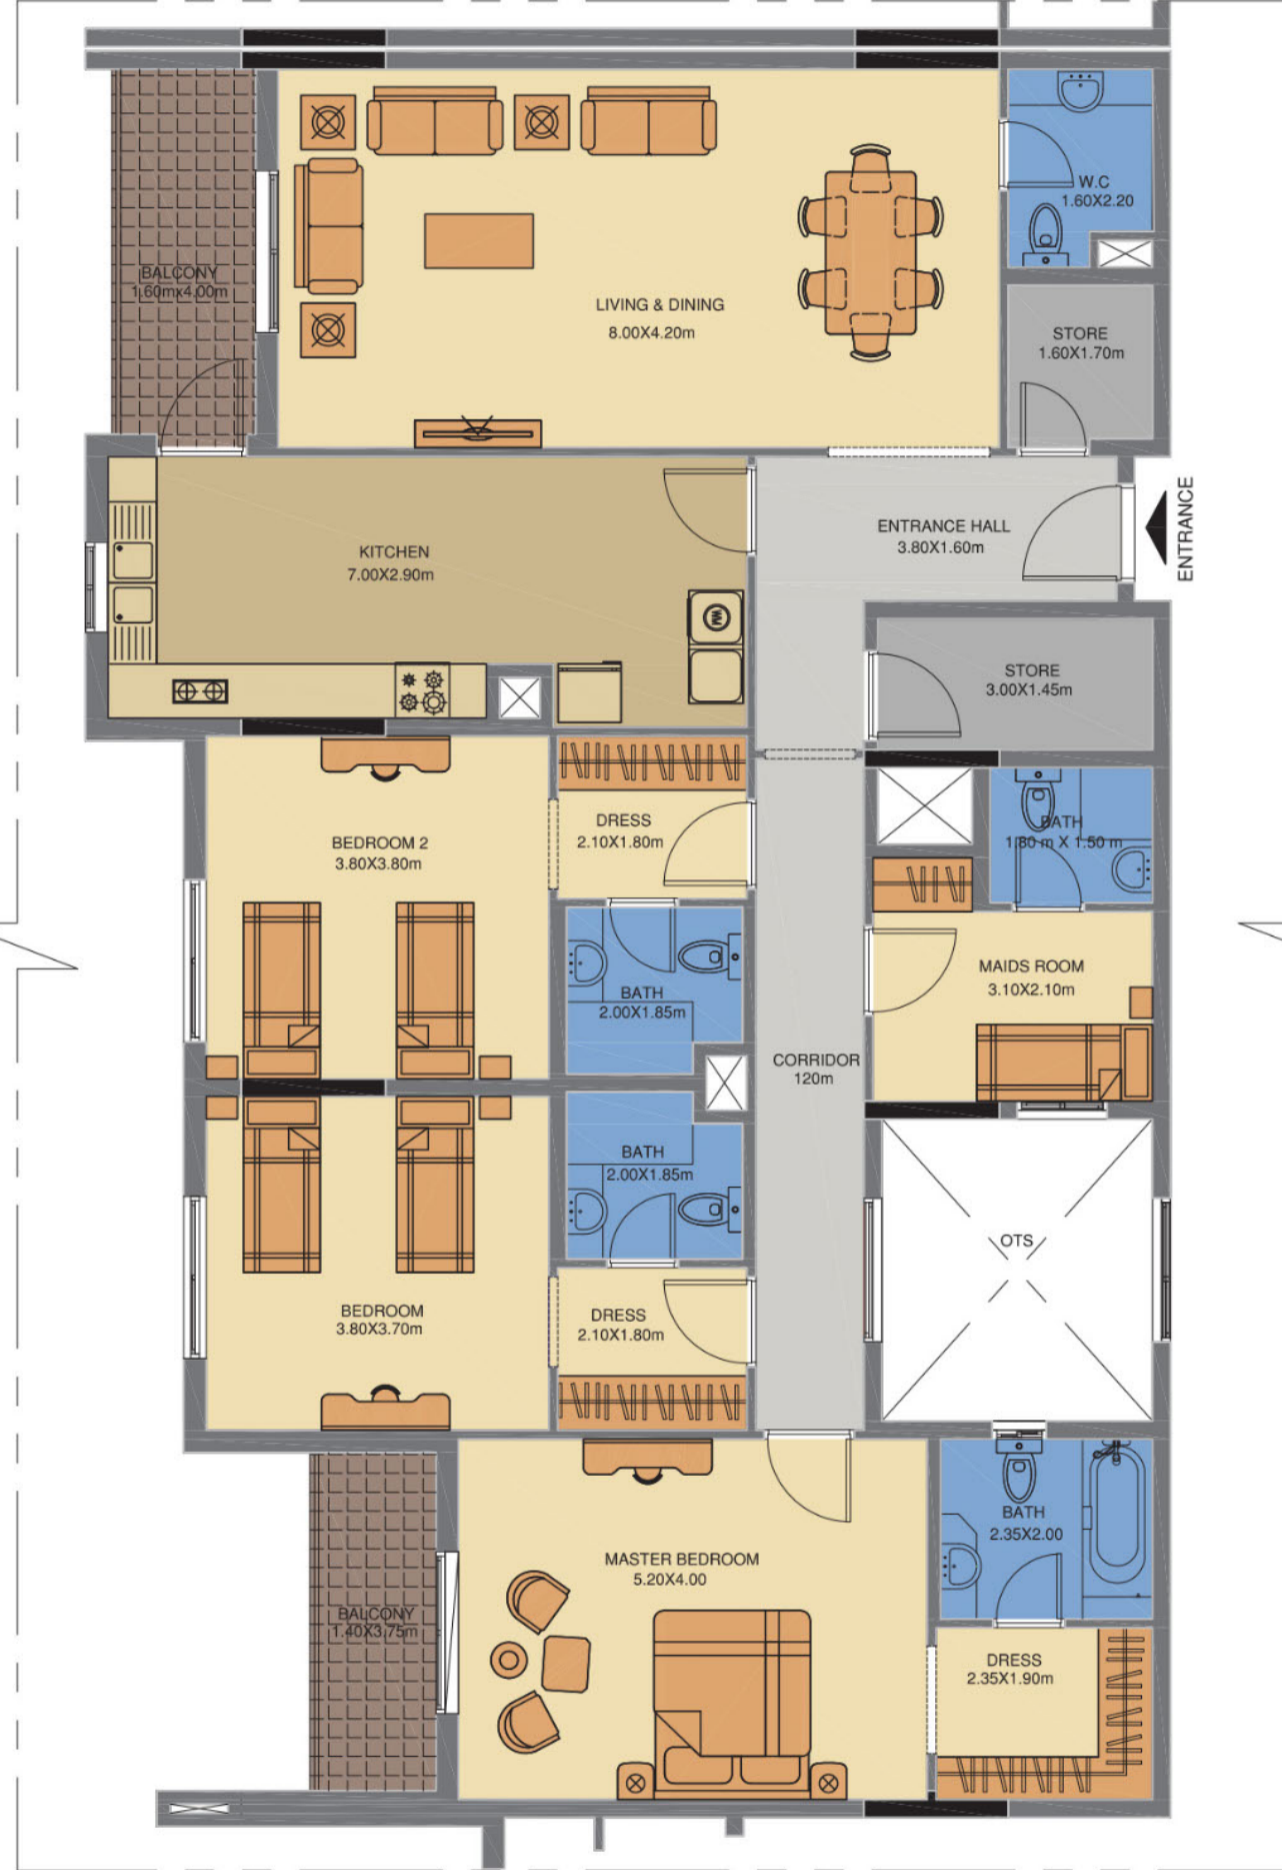 W.C
1.60X2.20
BALCONY
1.60mx4.00m
LIVING & DINING
8.00X4.20m
STORE
1.60X1.70m
ENTRANCE HALL
3.80X1.60m
ENTRANCE
KITCHEN
7.00X2.90m
WM
STORE
3.00X1.45m
BEDROOM 2
3.80X3.80m
DRESS
2.10X1.80m
BATH
1.80 m X 1.50 m
MAIDS ROOM
3.10X2.10m
BATH
2.00X1.85m
CORRIDOR
120m
BATH
2.00X1.85m
OTS
BEDROOM
3.80X3.70m
DRESS
2.10X1.80m
BATH
2.35X2.00
MASTER BEDROOM
5.20X4.00
BALCONY
1.40X3.75m
DRESS
2.35X1.90m